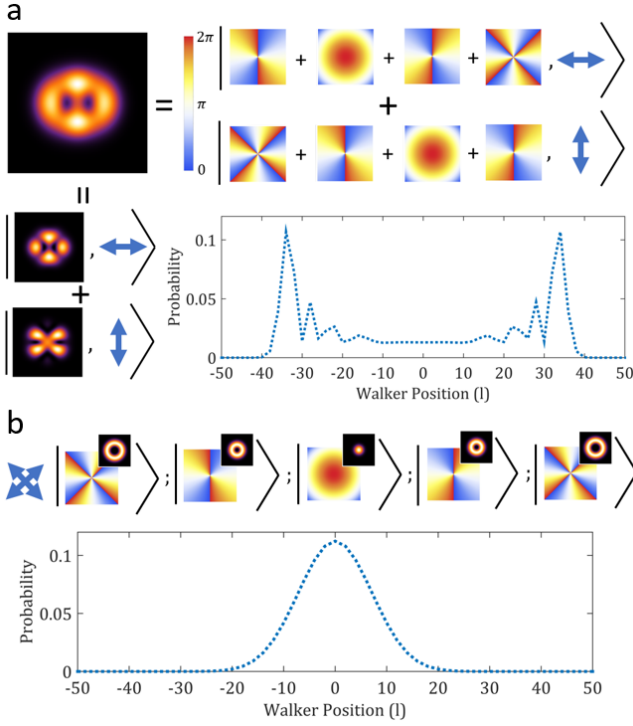 a
2π
π
0
=
+ + + ,
+
+ + + ,
=
,
+
,
Probability
0.1
0.05
0
-50 -40 -30 -20 -10 0 10 20 30 40 50
Walker Position (l)
b
; ; ; ;
Probability
0.1
0.05
0
-50 -40 -30 -20 -10 0 10 20 30 40 50
Walker Position (l)